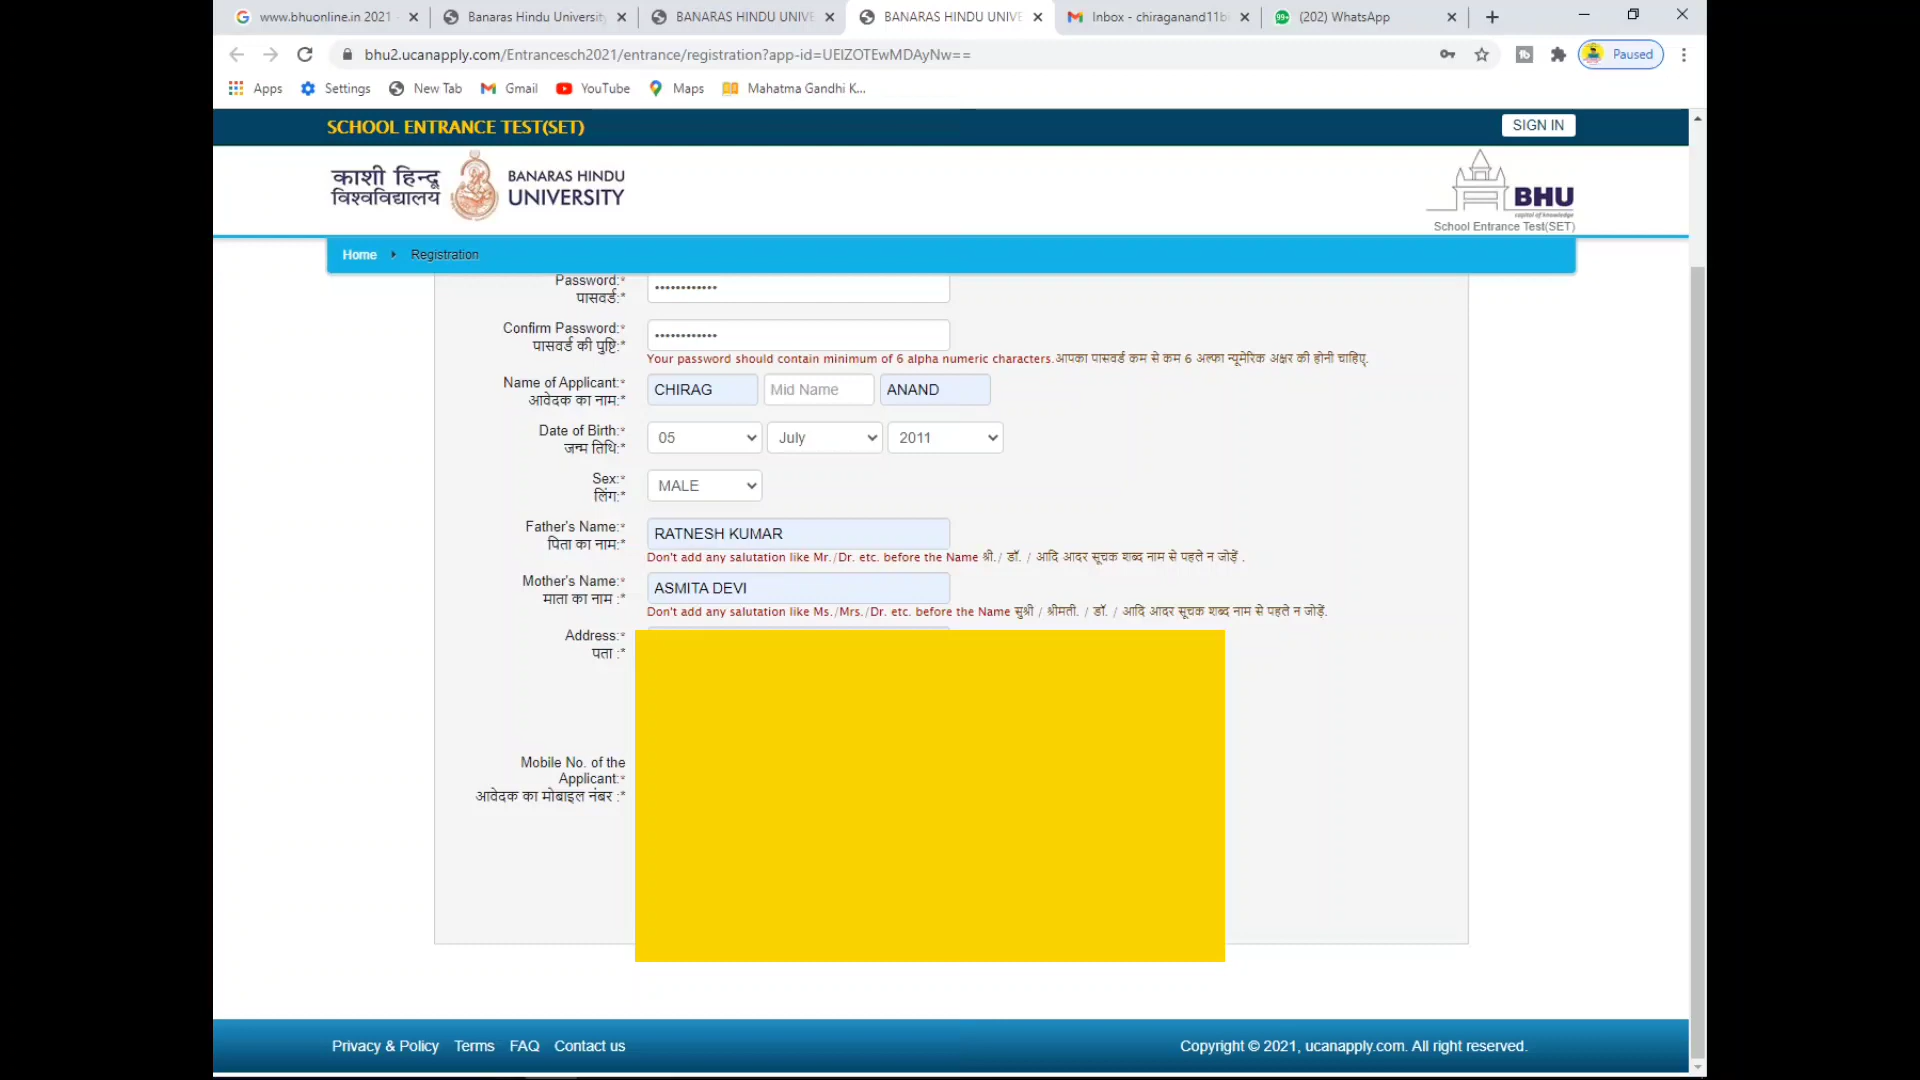 www.bhuonline.in 2021
Banaras Hindu University
BANARAS HINDU UNIVE
BANARAS HINDU UNIVE
Inbox - chiraganand11b
99+
(202) WhatsApp
bhu2.ucanapply.com/Entrancesch2021/entrance/registration?app-id=UEIZOTEwMDAyNw==
Paused
Apps
Settings
New Tab
Gmail
YouTube
Maps
Mahatma Gandhi K...
SCHOOL ENTRANCE TEST(SET)
SIGN IN
काशी हिन्दू
विश्वविद्यालय
BANARAS HINDU
UNIVERSITY
BHU
capital of knowledge
School Entrance Test(SET)
Home
Registration
Password:*
पासवर्ड:*
••••••••••••
Confirm Password:*
पासवर्ड की पुष्टि:*
••••••••••••
Your password should contain minimum of 6 alpha numeric characters.आपका पासवर्ड कम से कम 6 अल्फा न्यूमेरिक अक्षर की होनी चाहिए.
Name of Applicant:*
आवेदक का नाम:*
CHIRAG
Mid Name
ANAND
Date of Birth:*
जन्म तिथि:*
05
July
2011
Sex:*
लिंग:*
MALE
Father's Name:*
पिता का नाम:*
RATNESH KUMAR
Don't add any salutation like Mr./Dr. etc. before the Name श्री./ डॉ. / आदि आदर सूचक शब्द नाम से पहले न जोड़ें .
Mother's Name:*
माता का नाम :*
ASMITA DEVI
Don't add any salutation like Ms./Mrs./Dr. etc. before the Name सुश्री / श्रीमती. / डॉ. / आदि आदर सूचक शब्द नाम से पहले न जोड़ें.
Address:*
पता :*
Mobile No. of the
Applicant:*
आवेदक का मोबाइल नंबर :*
Privacy & Policy
Terms
FAQ
Contact us
Copyright © 2021, ucanapply.com. All right reserved.